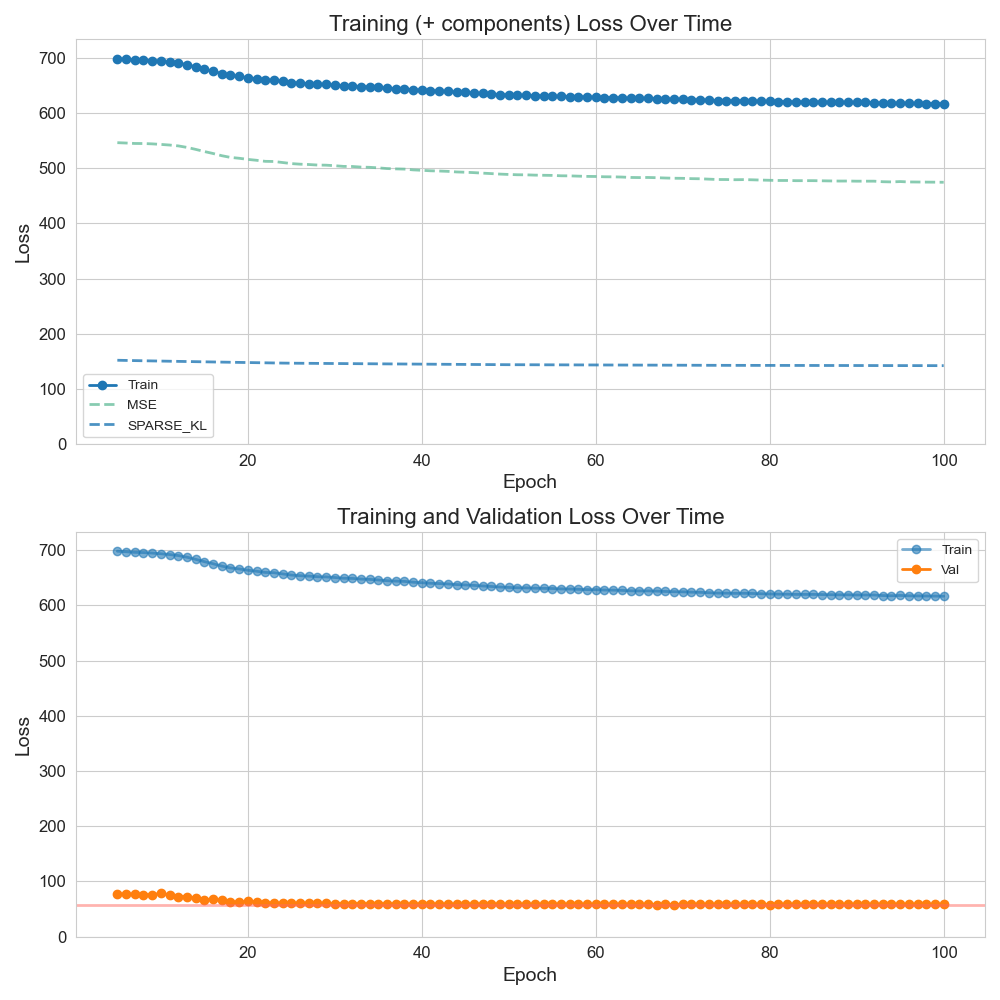 Training (+ components) Loss Over Time
700
600
500
400
300
200
100
0
Loss
Train
MSE
SPARSE_KL
20 40 60 80 100
Epoch
Training and Validation Loss Over Time
700
600
500
400
300
200
100
0
Loss
Train
Val
20 40 60 80 100
Epoch